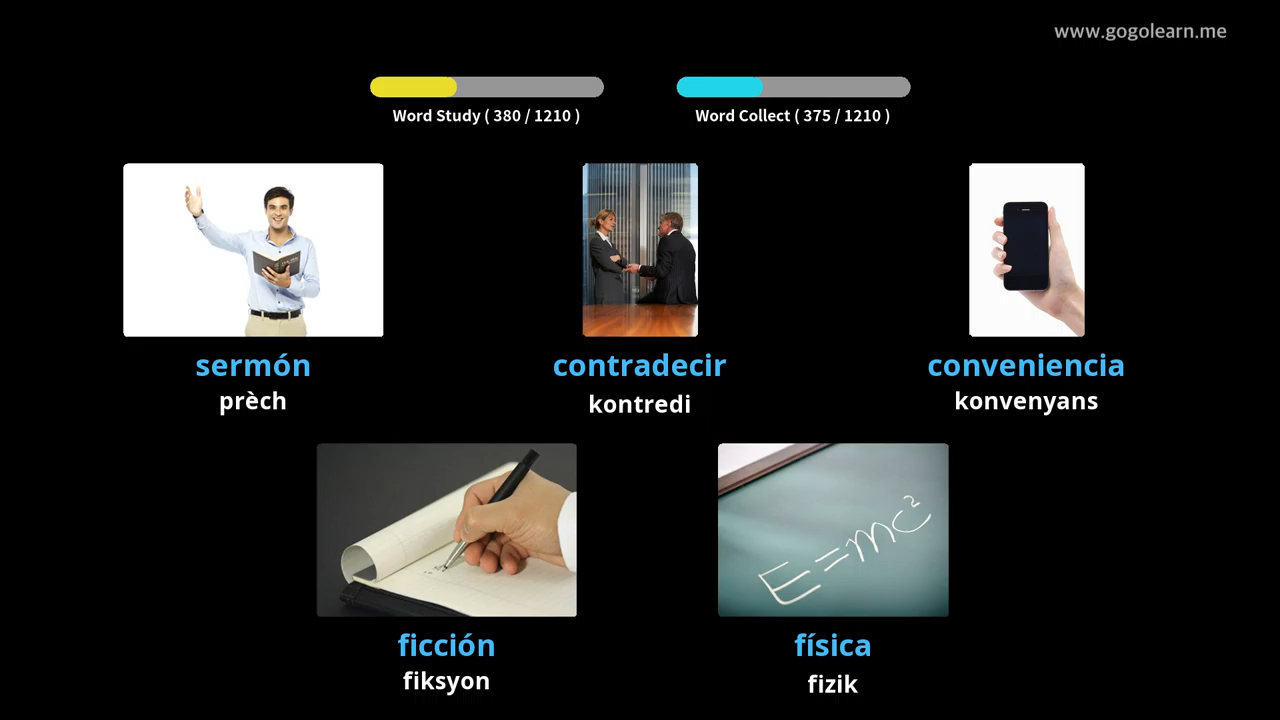 www.gogolearn.me
Word Study ( 380 / 1210 )
Word Collect ( 375 / 1210 )
sermón
prèch
contradecir
kontredi
conveniencia
konvenyans
E=mc²
ficción
fiksyon
física
fizik